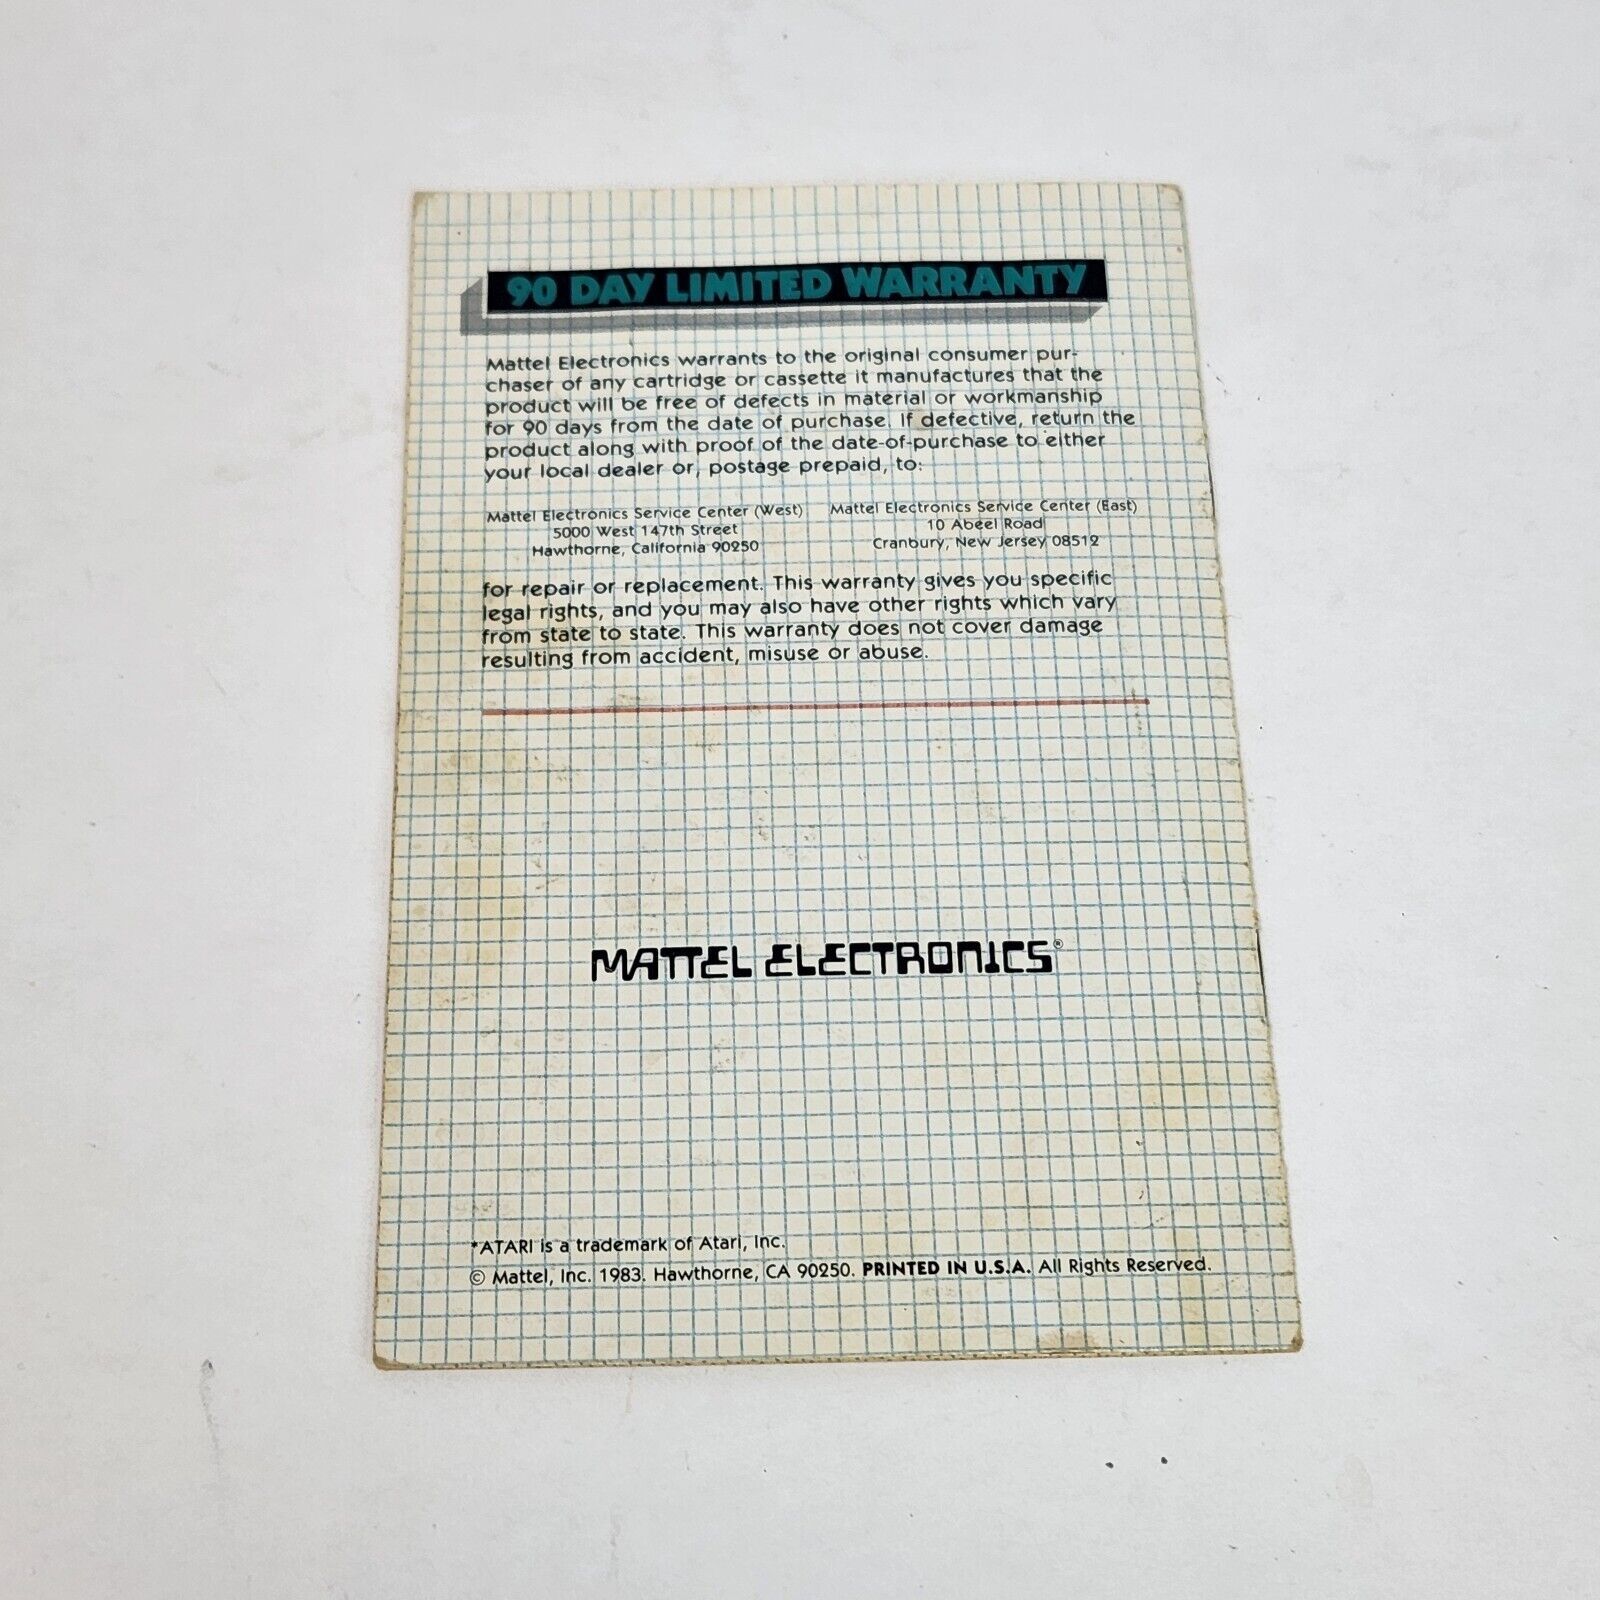 90 DAY LIMITED WARRANTY
Mattel Electronics warrants to the original consumer pur-
chaser of any cartridge or cassette it manufactures that the
product will be free of defects in material or workmanship
for 90 days from the date of purchase. If defective, return the
product along with proof of the date-of-purchase to either
your local dealer or, postage prepaid, to:
Mattel Electronics Service Center (West)
5000 West 147th Street
Hawthorne, California 90250
Mattel Electronics Service Center (East)
10 Abeel Road
Cranbury, New Jersey 08512
for repair or replacement. This warranty gives you specific
legal rights, and you may also have other rights which vary
from state to state. This warranty does not cover damage
resulting from accident, misuse or abuse.
MATTEL ELECTRONICS®
*ATARI is a trademark of Atari, Inc.
© Mattel, Inc. 1983. Hawthorne, CA 90250. PRINTED IN U.S.A. All Rights Reserved.